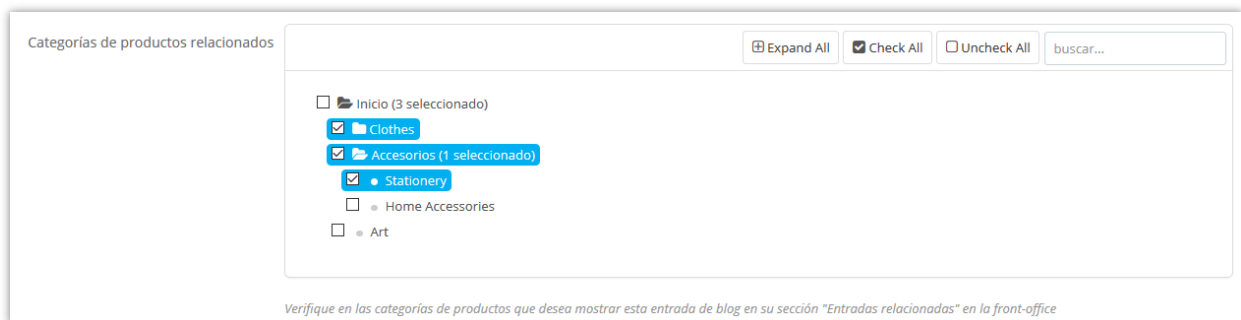 Categorías de productos relacionados
Expand All Check All Uncheck All buscar...
Inicio (3 seleccionado)
Clothes
Accesorios (1 seleccionado)
Stationery
Home Accessories
Art
Verifique en las categorías de productos que desea mostrar esta entrada de blog en su sección "Entradas relacionadas" en la front-office